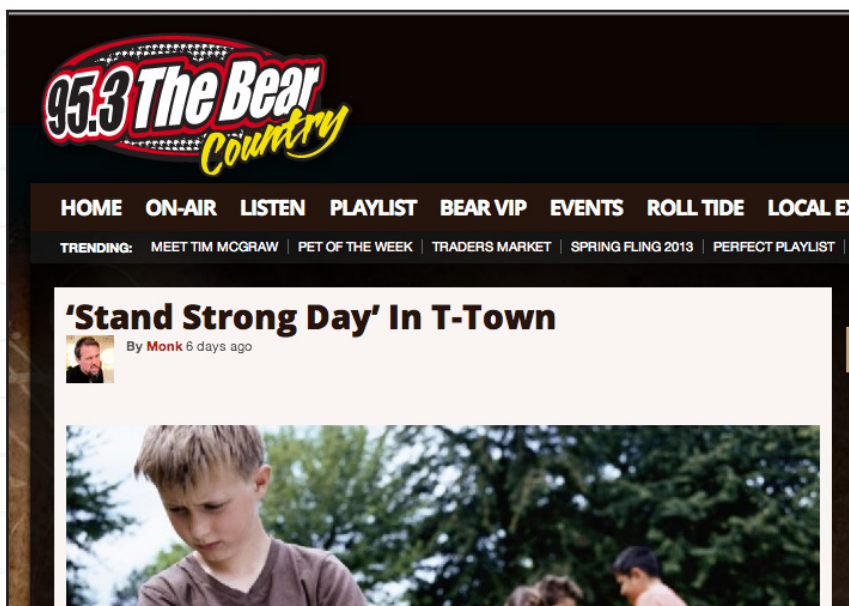 95.3 The Bear
Country
HOME ON-AIR LISTEN PLAYLIST BEAR VIP EVENTS ROLL TIDE LOCAL
TRENDING: MEET TIM MCGRAW | PET OF THE WEEK | TRADERS MARKET | SPRING FLING 2013 | PERFECT PLAYLIST |
‘Stand Strong Day’ In T-Town
By Monk 6 days ago